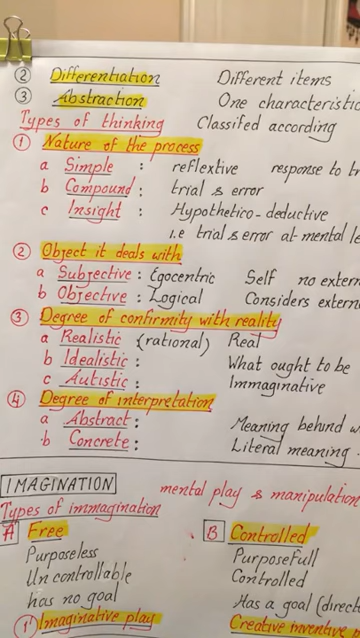 ② Differentiation Different items
③ Abstraction One characteristic
Types of thinking Classifed according
① Nature of the process
a Simple : reflextive response to
b Compound : trial & error
c Insight : Hypothetico-deductive
i.e trial & error at mental
② Object it deals with
a Subjective : Egocentric Self no extern
b Objective : Logical Considers extern
③ Degree of confirmity with reality
a Realistic (rational) Real
b Idealistic : What ought to be
c Autistic : Immaginative
④ Degree of interpretation
a Abstract : Meaning behind
b Concrete : Literal meaning
IMAGINATION mental play & manipulation
Types of immagination
A Free B Controlled
Purposeless Purposefull
Uncontrollable Controlled
has no goal Has a goal (direct
① Imaginative play Creative inventive